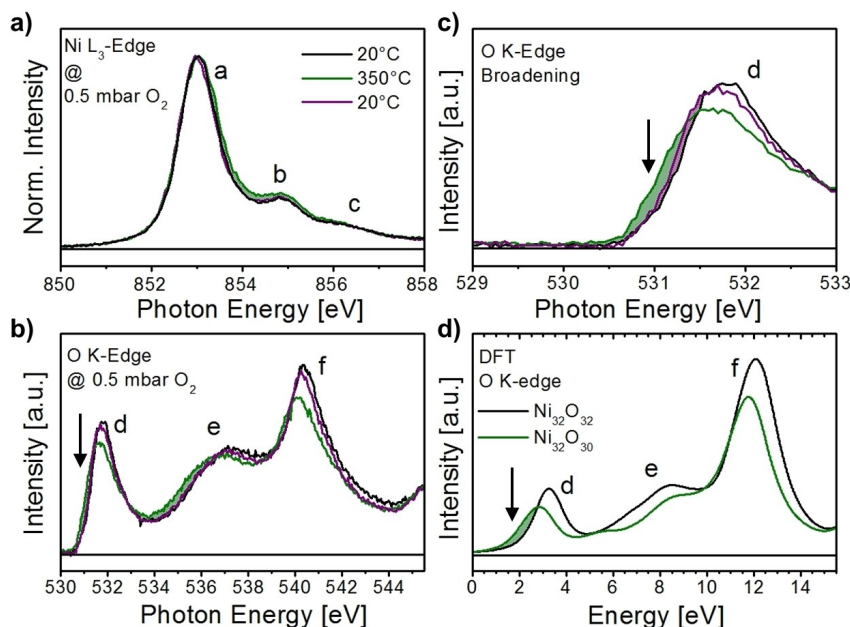 a)
Ni L3-Edge
@
0.5 mbar O2
20°C
350°C
20°C
a
b
c
Norm. Intensity
850 852 854 856 858
Photon Energy [eV]
c)
O K-Edge
Broadening
d
Intensity [a.u.]
529 530 531 532 533
Photon Energy [eV]
b)
O K-Edge
@ 0.5 mbar O2
d
e
f
Intensity [a.u.]
530 532 534 536 538 540 542 544
Photon Energy [eV]
d)
DFT
O K-edge
Ni32O32
Ni32O30
d
e
f
Intensity [a.u.]
0 2 4 6 8 10 12 14
Energy [eV]